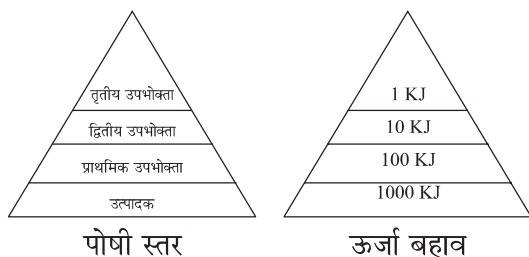 तृतीय उपभोक्ता
द्वितीय उपभोक्ता
प्राथमिक उपभोक्ता
उत्पादक
पोषी स्तर
1 KJ
10 KJ
100 KJ
1000 KJ
ऊर्जा बहाव